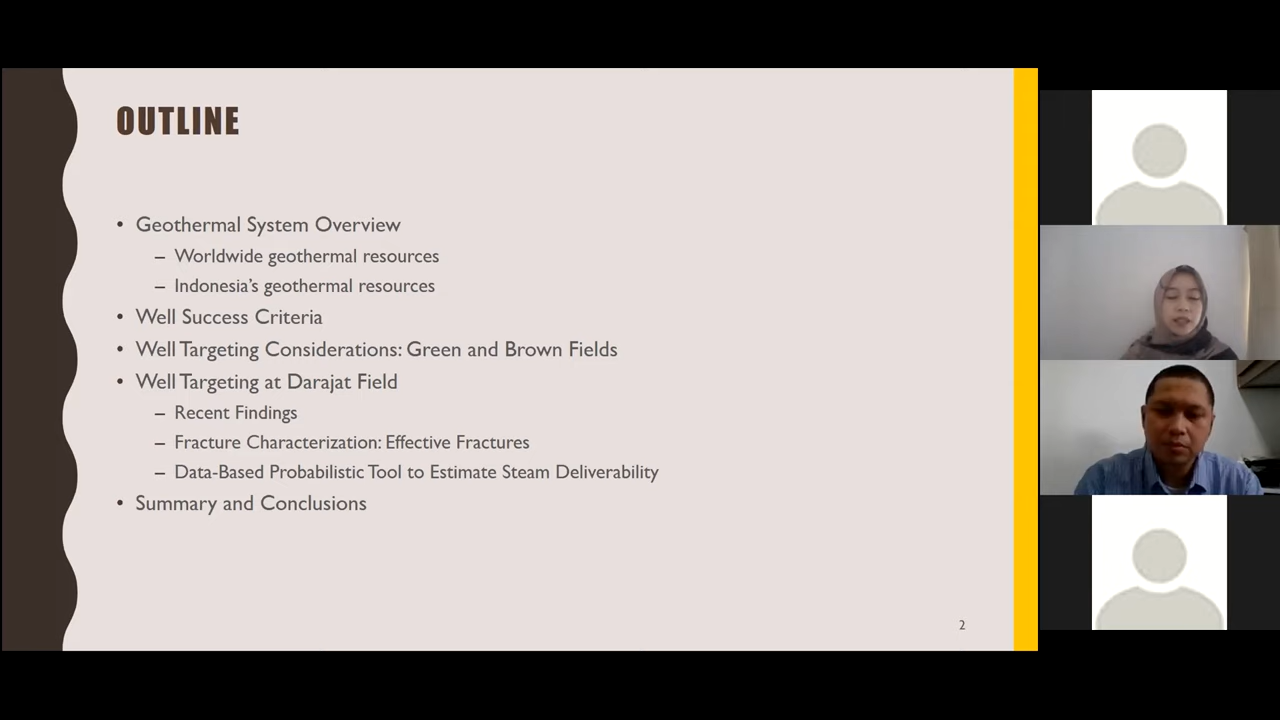 OUTLINE
• Geothermal System Overview
– Worldwide geothermal resources
– Indonesia's geothermal resources
• Well Success Criteria
• Well Targeting Considerations: Green and Brown Fields
• Well Targeting at Darajat Field
– Recent Findings
– Fracture Characterization: Effective Fractures
– Data-Based Probabilistic Tool to Estimate Steam Deliverability
• Summary and Conclusions
2